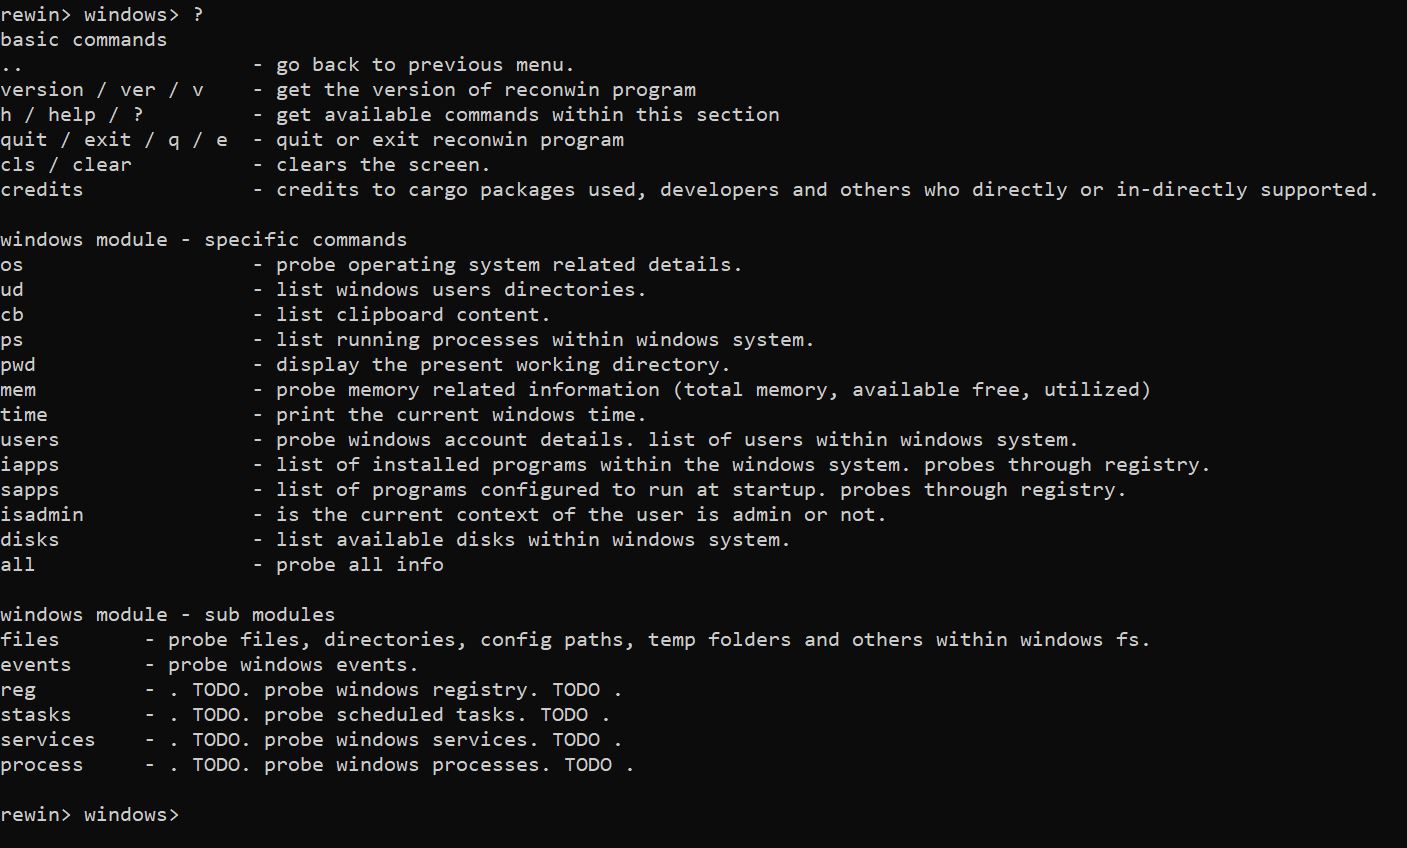 rewin> windows> ?
basic commands
..                   - go back to previous menu.
version / ver / v    - get the version of reconwin program
h / help / ?         - get available commands within this section
quit / exit / q / e  - quit or exit reconwin program
cls / clear          - clears the screen.
credits              - credits to cargo packages used, developers and others who directly or in-directly supported.

windows module - specific commands
os                   - probe operating system related details.
ud                   - list windows users directories.
cb                   - list clipboard content.
ps                   - list running processes within windows system.
pwd                  - display the present working directory.
mem                  - probe memory related information (total memory, available free, utilized)
time                 - print the current windows time.
users                - probe windows account details. list of users within windows system.
iapps                - list of installed programs within the windows system. probes through registry.
sapps                - list of programs configured to run at startup. probes through registry.
isadmin              - is the current context of the user is admin or not.
disks                - list available disks within windows system.
all                  - probe all info

windows module - sub modules
files       - probe files, directories, config paths, temp folders and others within windows fs.
events      - probe windows events.
reg         - . TODO. probe windows registry. TODO .
stasks      - . TODO. probe scheduled tasks. TODO .
services    - . TODO. probe windows services. TODO .
process     - . TODO. probe windows processes. TODO .

rewin> windows>